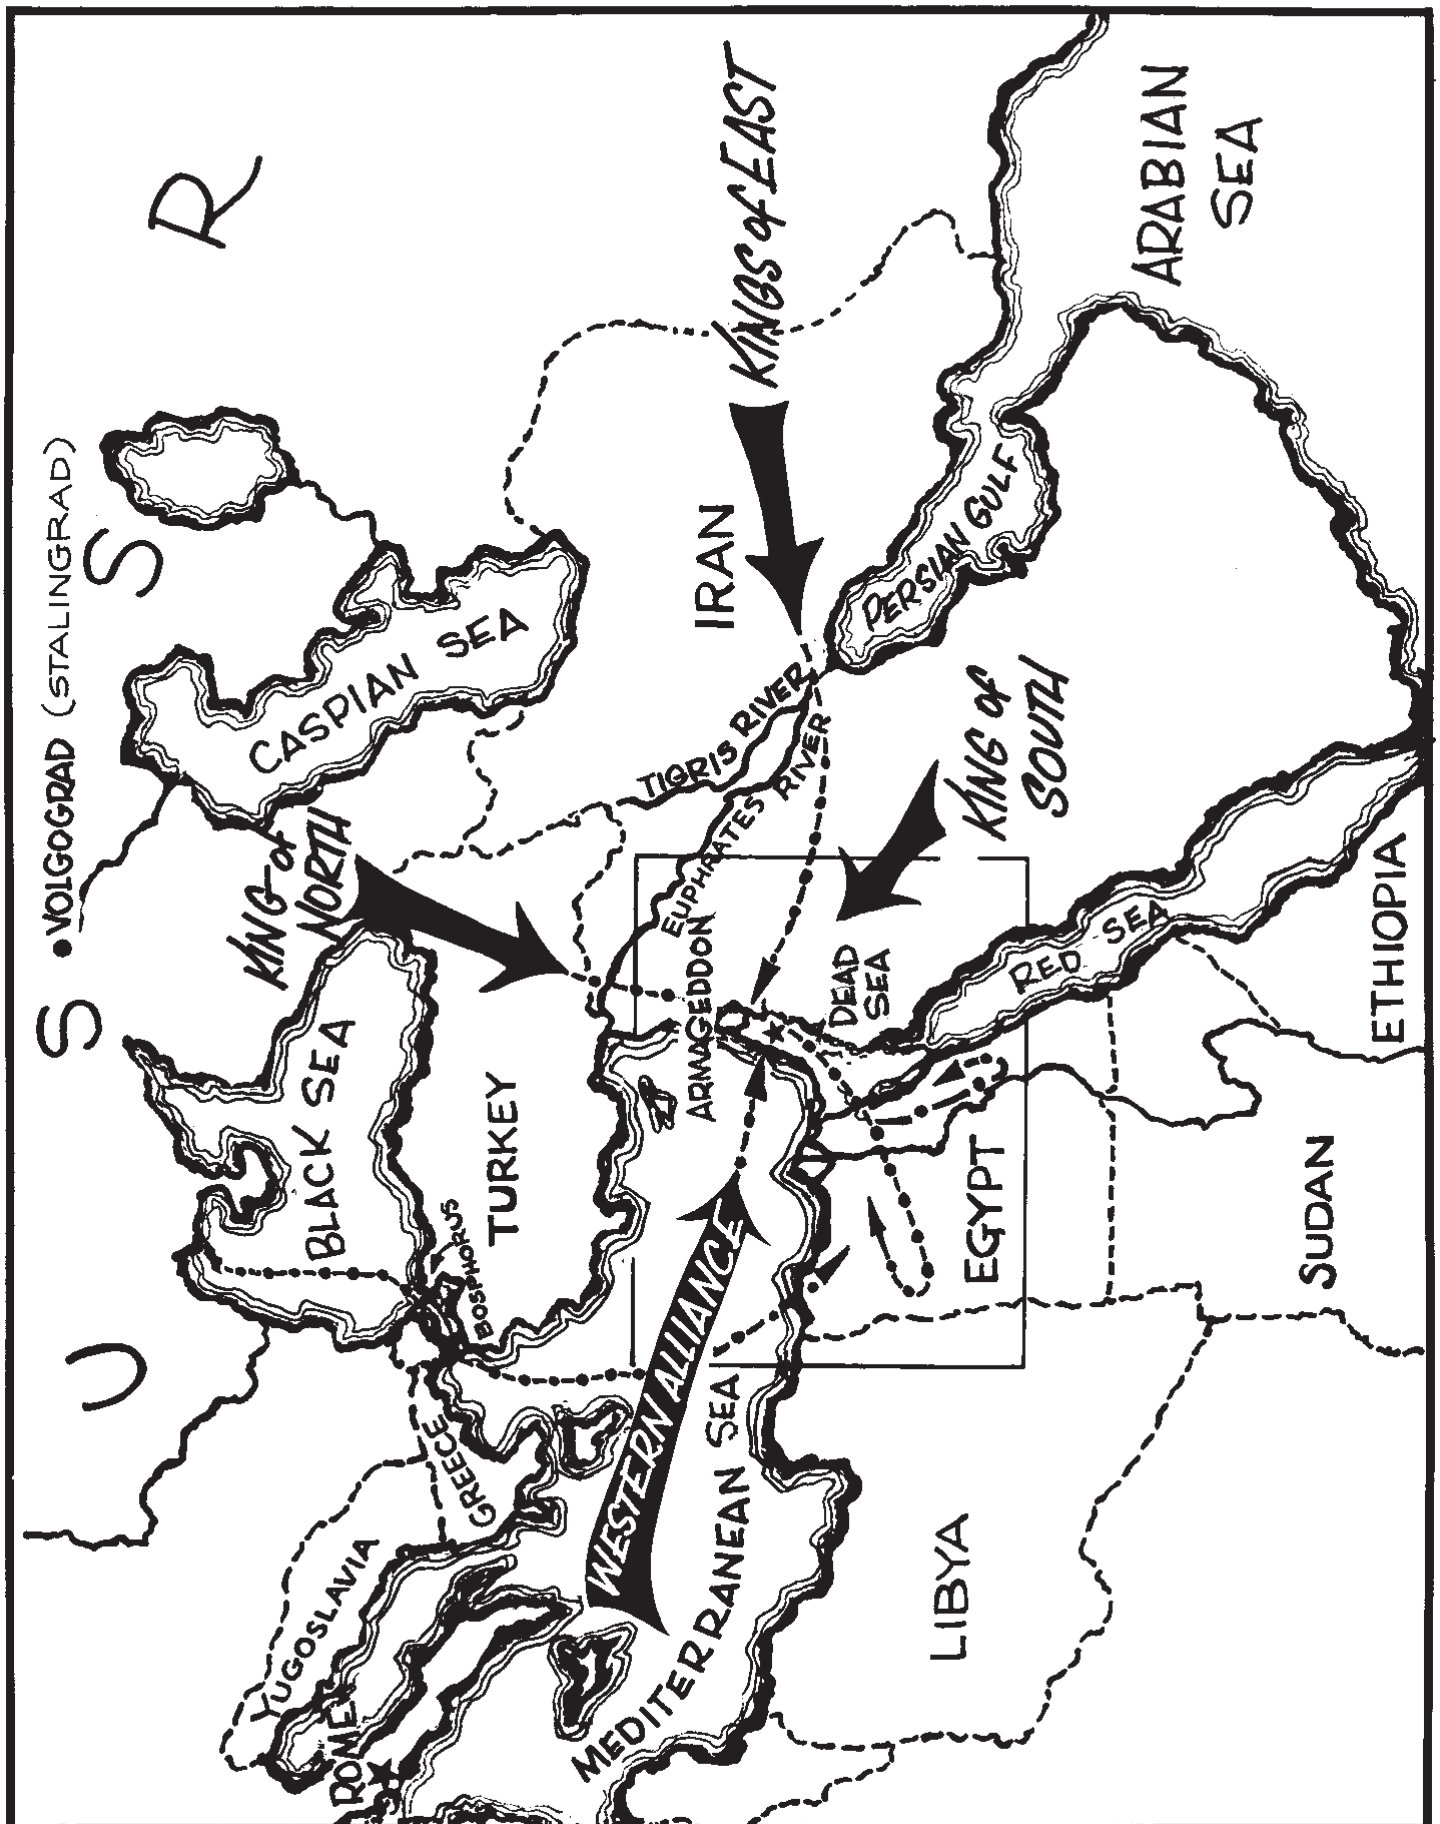 U S S R
• VOLGOGRAD (STALINGRAD)
YUGOSLAVIA
ROME
GREECE
BLACK SEA
BOSPHORUS
TURKEY
KING of
NORTH
CASPIAN SEA
IRAN
KINGS of EAST
TIGRIS RIVER
EUPHRATES RIVER
PERSIAN GULF
ARABIAN
SEA
WESTERN ALLIANCE
MEDITERRANEAN SEA
ARMAGEDDON
DEAD
SEA
KING of
SOUTH
RED SEA
LIBYA
EGYPT
SUDAN
ETHIOPIA